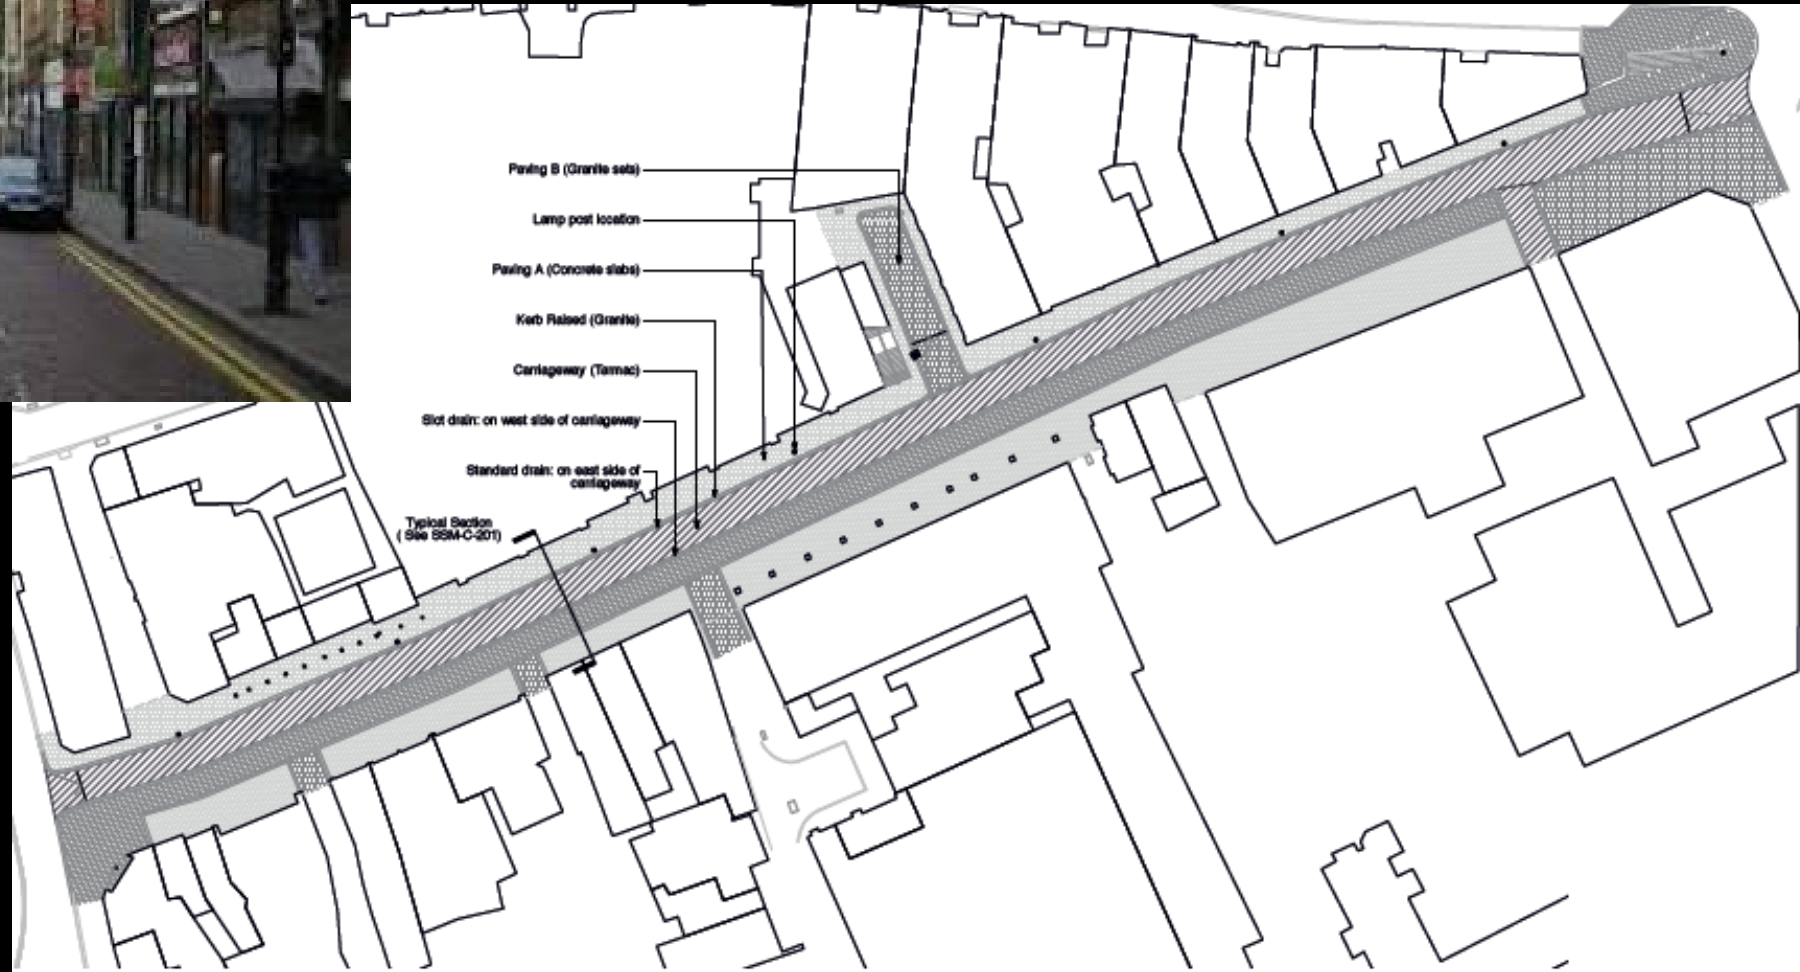 Paving B (Granite sets)
Lamp post location
Paving A (Concrete slabs)
Kerb Raised (Granite)
Carriageway (Tarmac)
Slot drain: on west side of carriageway
Standard drain: on east side of
carriageway
Typical Section
( See SSM-C-201)